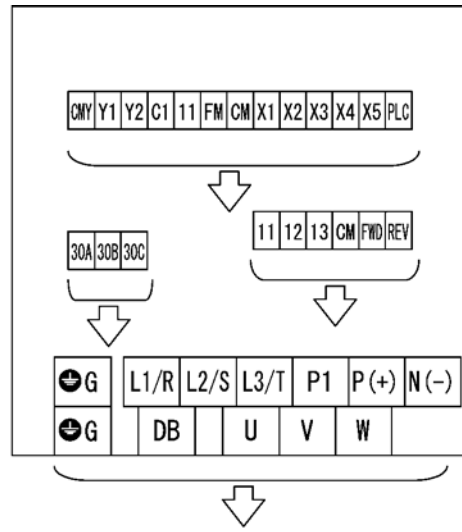 CMY Y1 Y2 C1 11 FM CM X1 X2 X3 X4 X5 PLC
11 12 13 CM FWD REV
30A 30B 30C
G L1/R L2/S L3/T P1 P(+) N(-)
G DB U V W